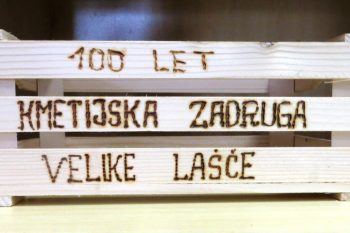 100 LET
KMETIJSKA ZADRUGA
VELIKE LAŠČE